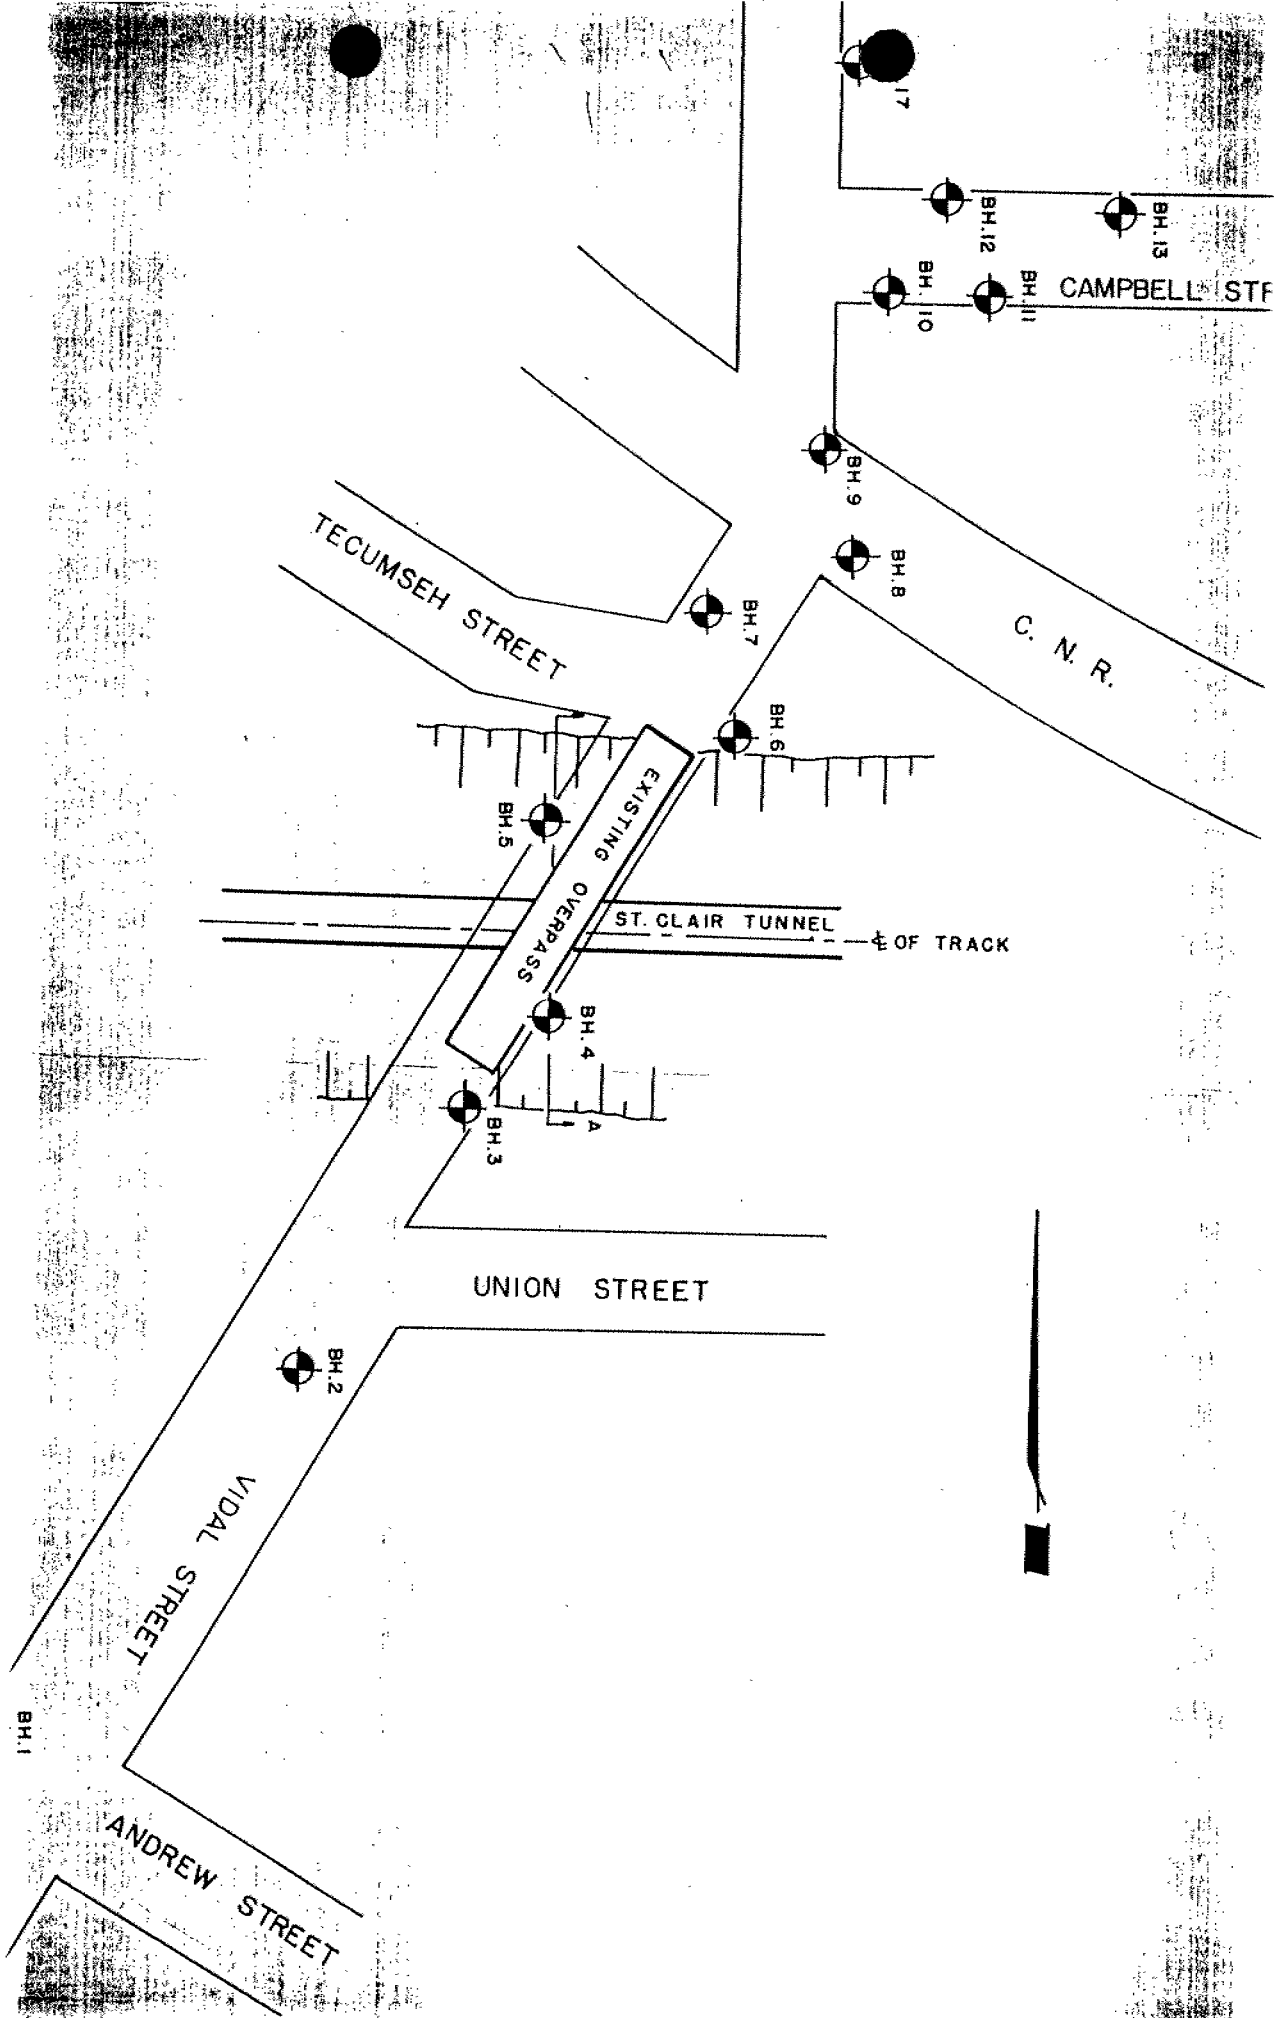 17
BH.12
BH.13
BH.10
BH.11
CAMPBELL STR
BH.9
BH.8
TECUMSEH STREET
BH.7
C. N. R.
BH.6
EXISTING OVERPASS
BH.5
ST. CLAIR TUNNEL
℄ OF TRACK
BH.4
A
BH.3
UNION STREET
BH.2
VIDAL STREET
BH.1
ANDREW STREET